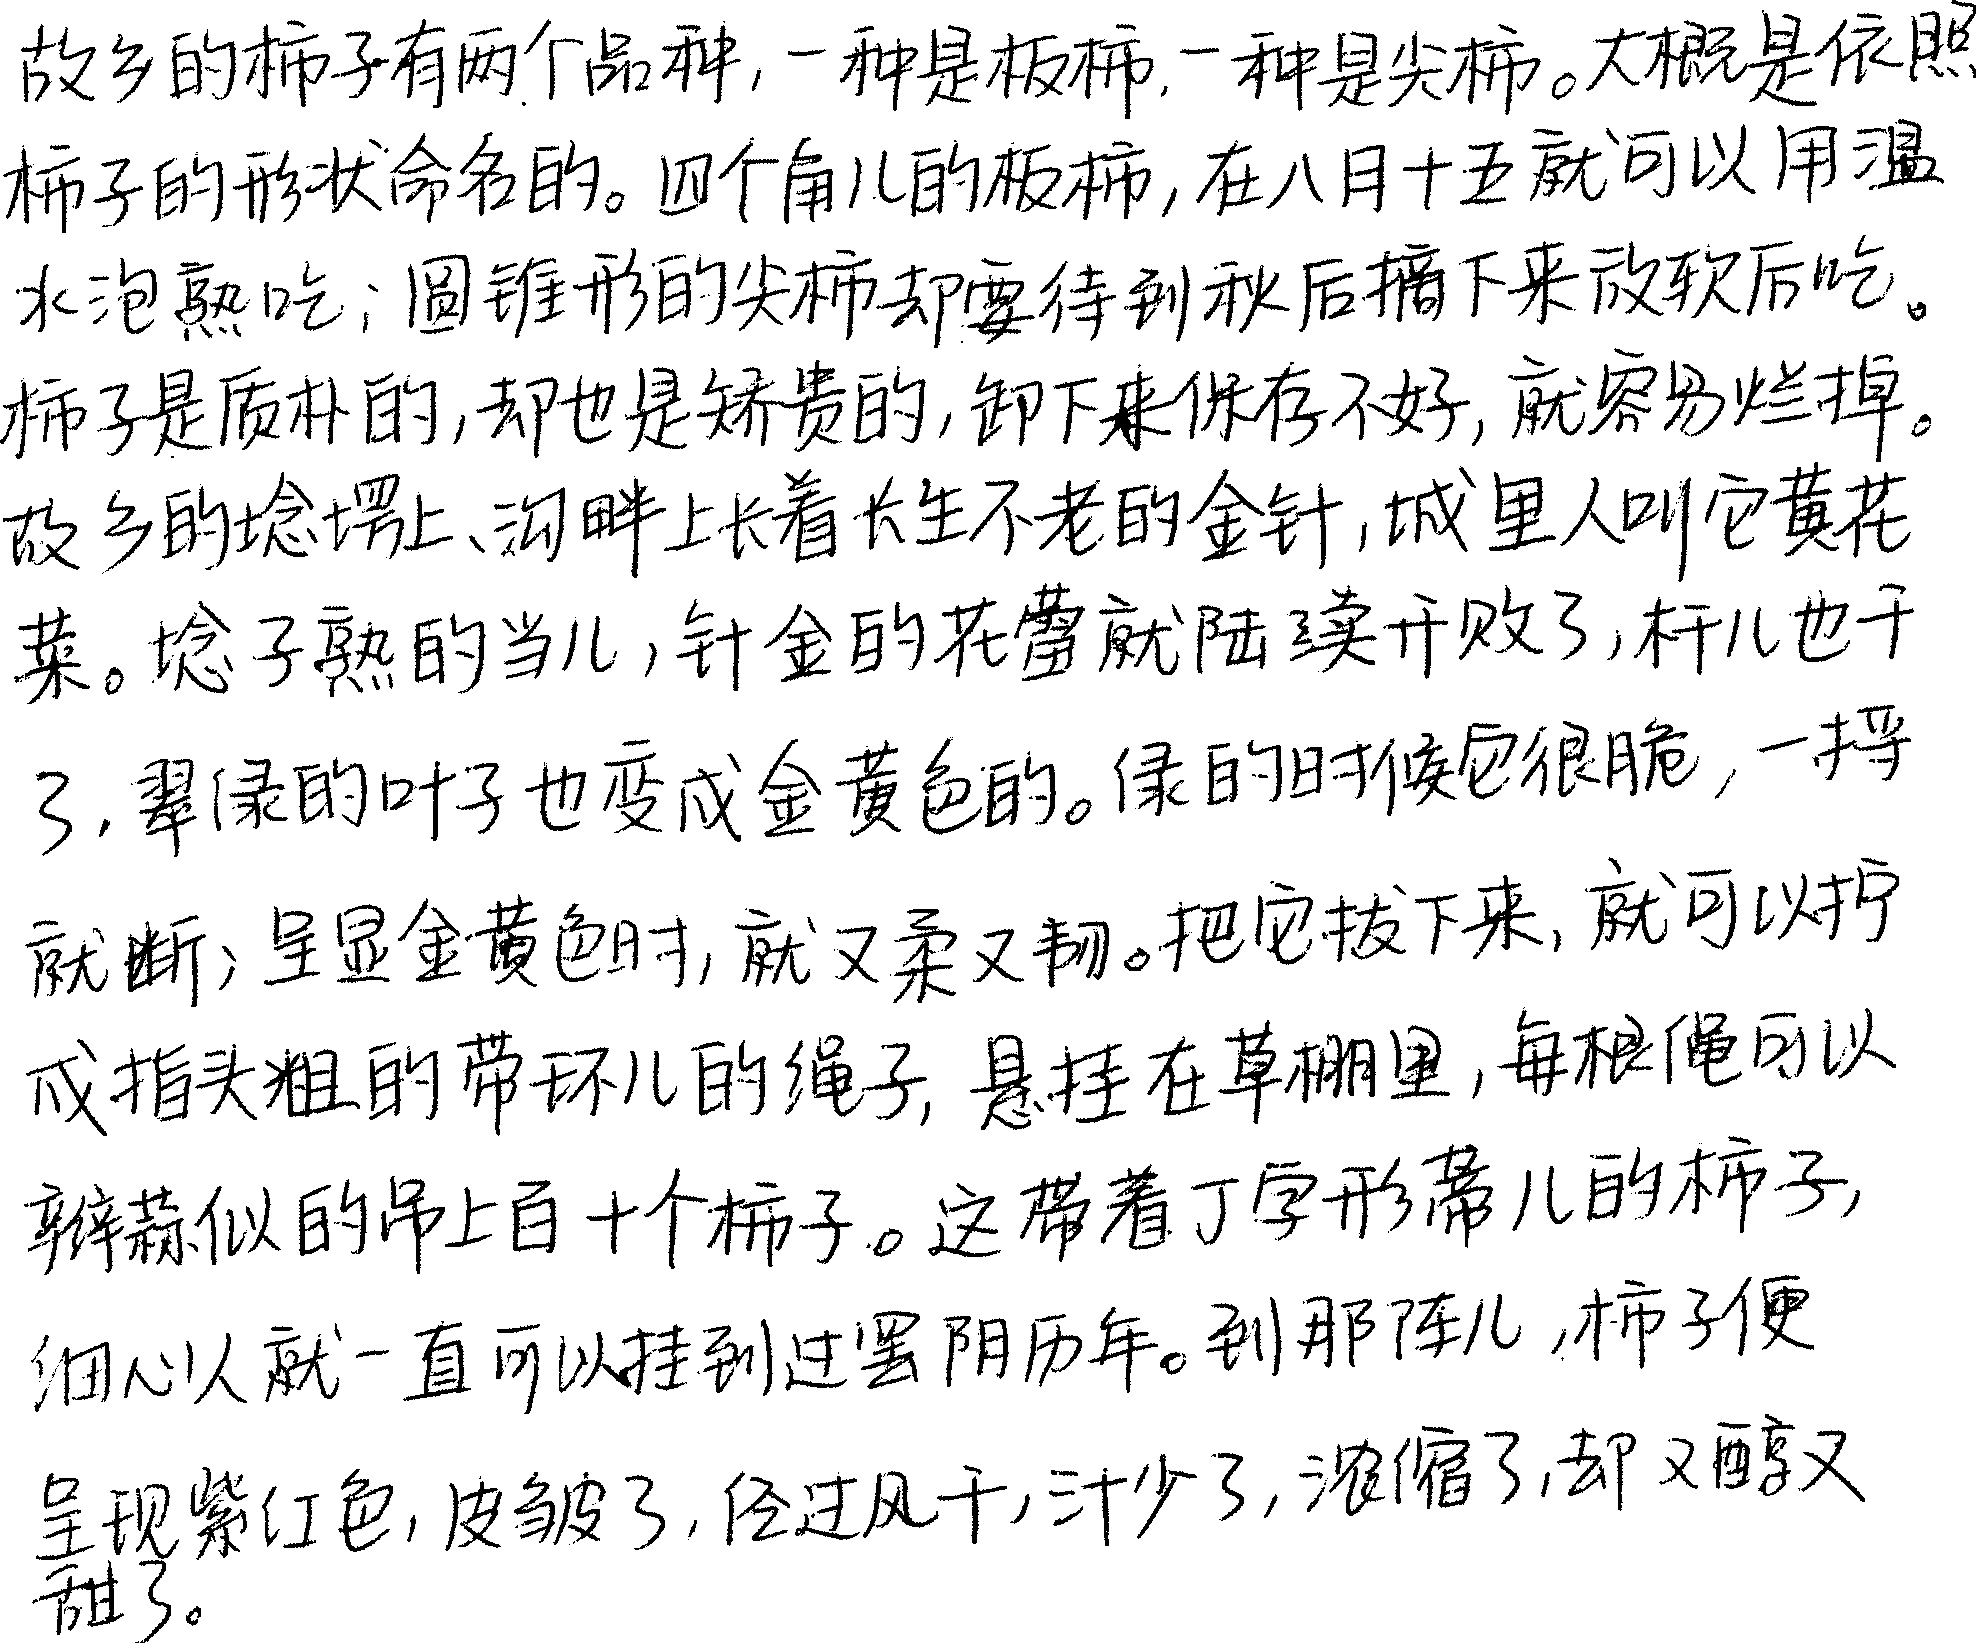 故乡的柿子有两个品种,一种是板柿,一种是尖柿。大概是依照
柿子的形状命名的。四个角儿的板柿,在八月十五就可以用温
水泡熟吃;圆锥形的尖柿却要待到秋后摘下来放软后吃。
柿子是质朴的,却也是矫贵的,卸下来保存不好,就容易烂掉。
故乡的埝堮上、沟畔上长着长生不老的金针,城里人叫它黄花
菜。埝子熟的当儿,针金的花蕾就陆续开败了,杆儿也干
了,翠绿的叶子也变成金黄色的。绿的时候它很脆,一捋
就断;呈显金黄色时,就又柔又韧。把它拔下来,就可以拧
成指头粗的带环儿的绳子,悬挂在草棚里,每根绳可以
辫蒜似的吊上百十个柿子。这带着丁字形蒂儿的柿子,
细心人就一直可以挂到过罢阴历年。到那阵儿,柿子便
呈现紫红色,皮皱了,经过风干,汁少了,浓缩了,却又醇又
甜了。